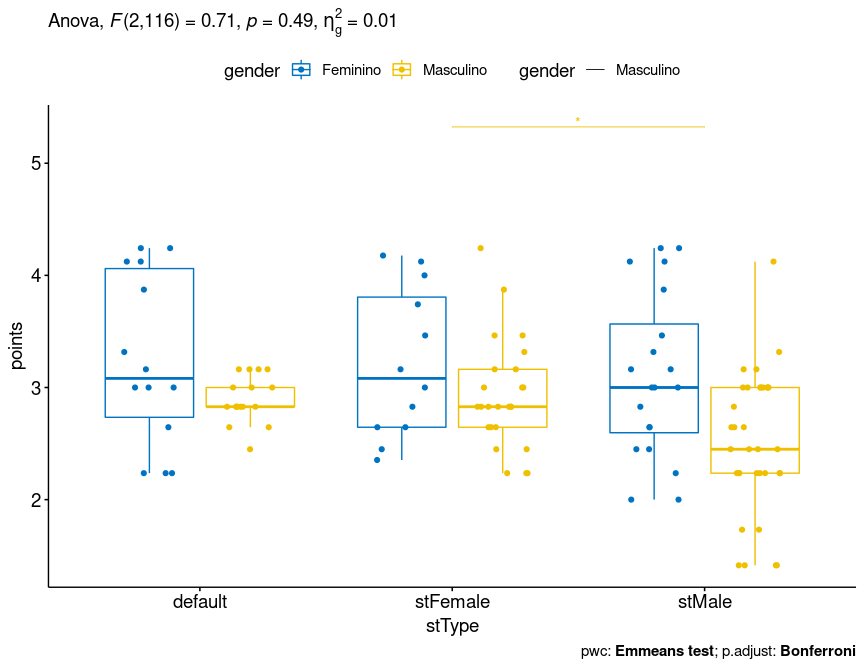 Anova, F(2,116) = 0.71, p = 0.49, η²g = 0.01
gender Feminino Masculino gender Masculino
*
5
4
3
2
points
default stFemale stMale
stType
pwc: Emmeans test; p.adjust: Bonferroni